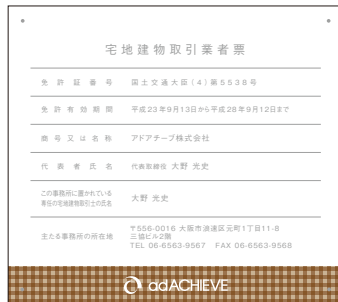 宅地建物取引業者票
免許証番号 国土交通大臣(4)第5538号
免許有効期間 平成23年9月13日から平成28年9月12日まで
商号又は名称 アドアチーブ株式会社
代表者氏名 代表取締役 大野 光史
この事務所に置かれている
専任の宅地建物取引士の氏名 大野 光史
主たる事務所の所在地 〒556-0016 大阪市浪速区元町1丁目11-8
三協ビル2階
TEL 06-6563-9567 FAX 06-6563-9568
adACHIEVE